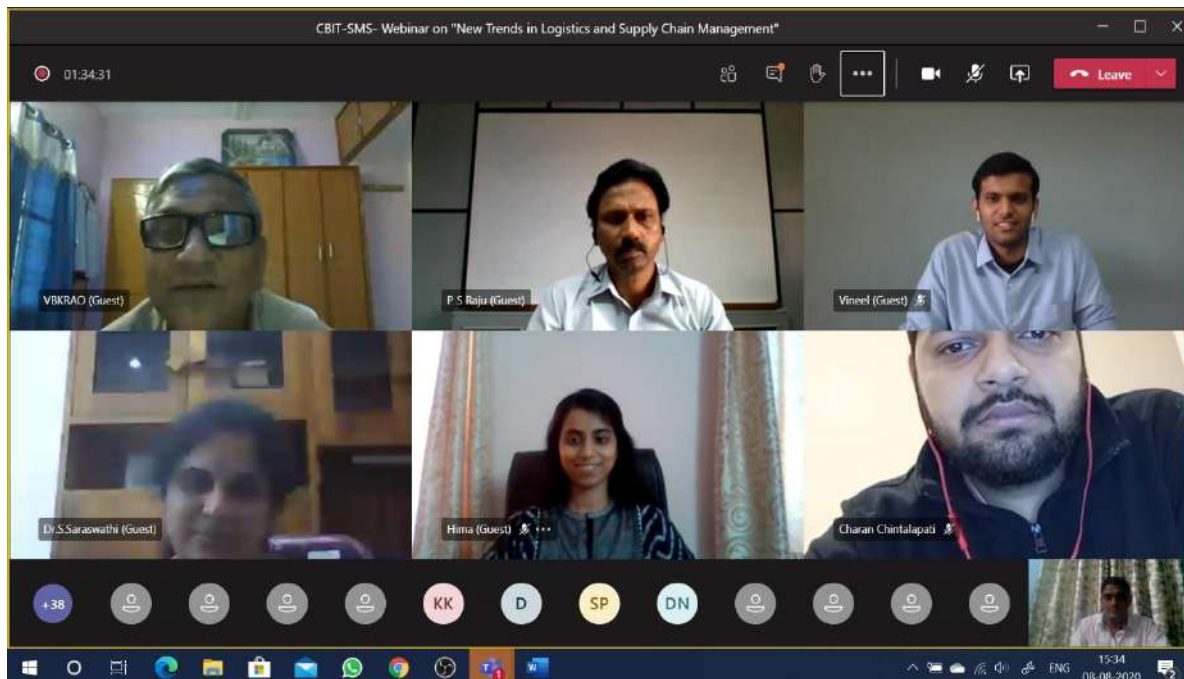 CBIT-SMS- Webinar on "New Trends in Logistics and Supply Chain Management"
01:34:31
Leave
VBKRAO (Guest)
P S Raju (Guest)
Vineel (Guest)
Dr.S.Saraswathi (Guest)
Hima (Guest)
Charan Chintalapati
+38
KK
D
SP
DN
ENG
15:34
08-08-2020